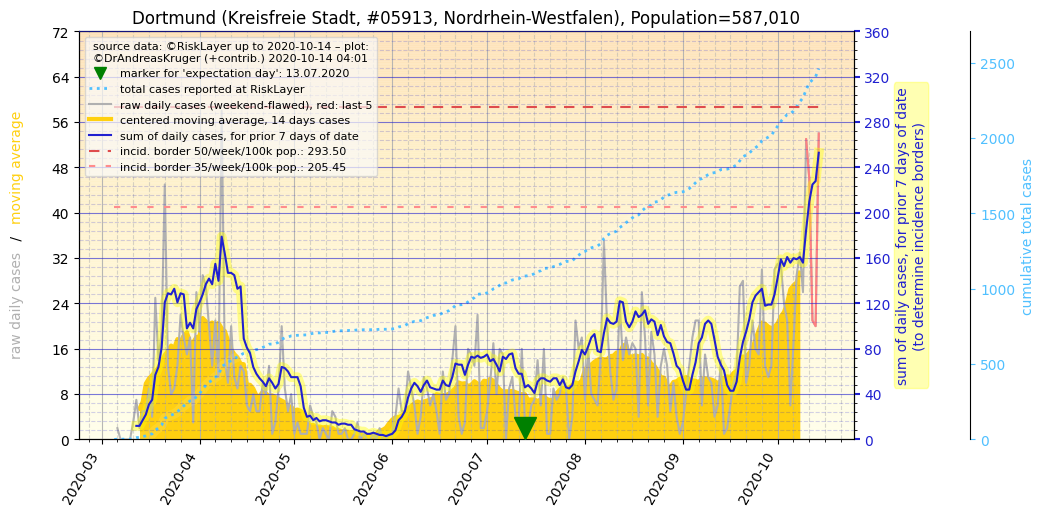 Dortmund (Kreisfreie Stadt, #05913, Nordrhein-Westfalen), Population=587,010
source data: ©RiskLayer up to 2020-10-14 – plot:
©DrAndreasKruger (+contrib.) 2020-10-14 04:01
marker for 'expectation day': 13.07.2020
total cases reported at RiskLayer
raw daily cases (weekend-flawed), red: last 5
centered moving average, 14 days cases
sum of daily cases, for prior 7 days of date
incid. border 50/week/100k pop.: 293.50
incid. border 35/week/100k pop.: 205.45
raw daily cases / moving average
72
64
56
48
40
32
24
16
8
0
2020-03
2020-04
2020-05
2020-06
2020-07
2020-08
2020-09
2020-10
360
320
280
240
200
160
120
80
40
0
sum of daily cases, for prior 7 days of date
(to determine incidence borders)
2500
2000
1500
1000
500
0
cumulative total cases